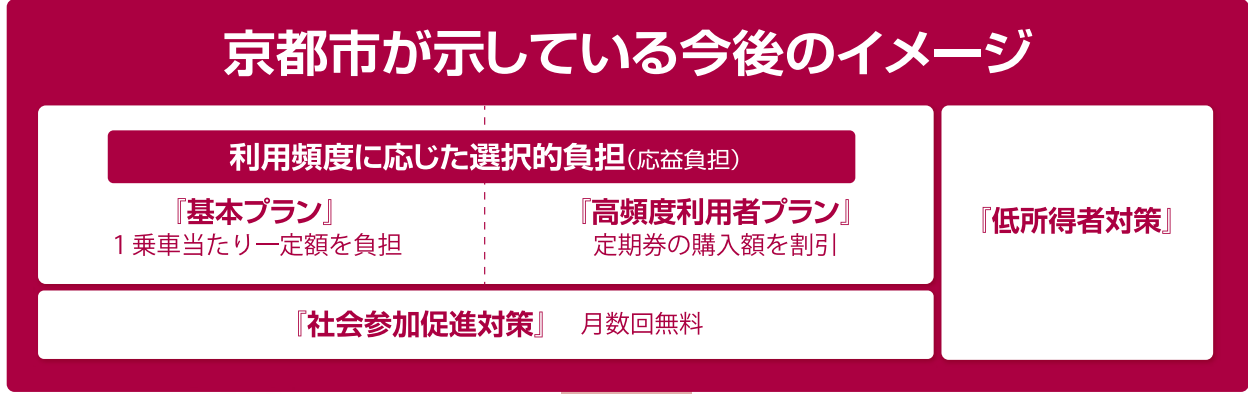 京都市が示している今後のイメージ
利用頻度に応じた選択的負担（応益負担）
『基本プラン』
1乗車当たり一定額を負担
『高頻度利用者プラン』
定期券の購入額を割引
『社会参加促進対策』 月数回無料
『低所得者対策』